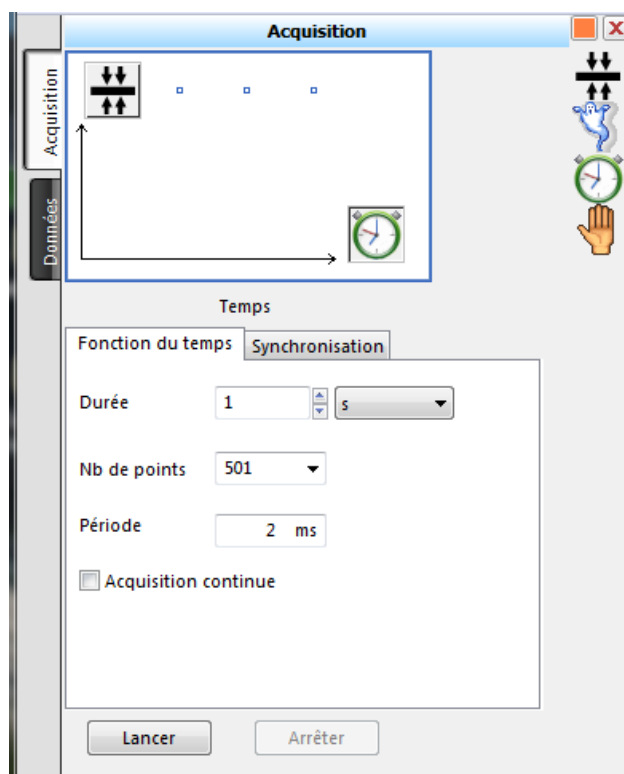 Acquisition
Acquisition
Données
Temps
Fonction du temps
Synchronisation
Durée
1
s
Nb de points
501
Période
2 ms
Acquisition continue
Lancer
Arrêter